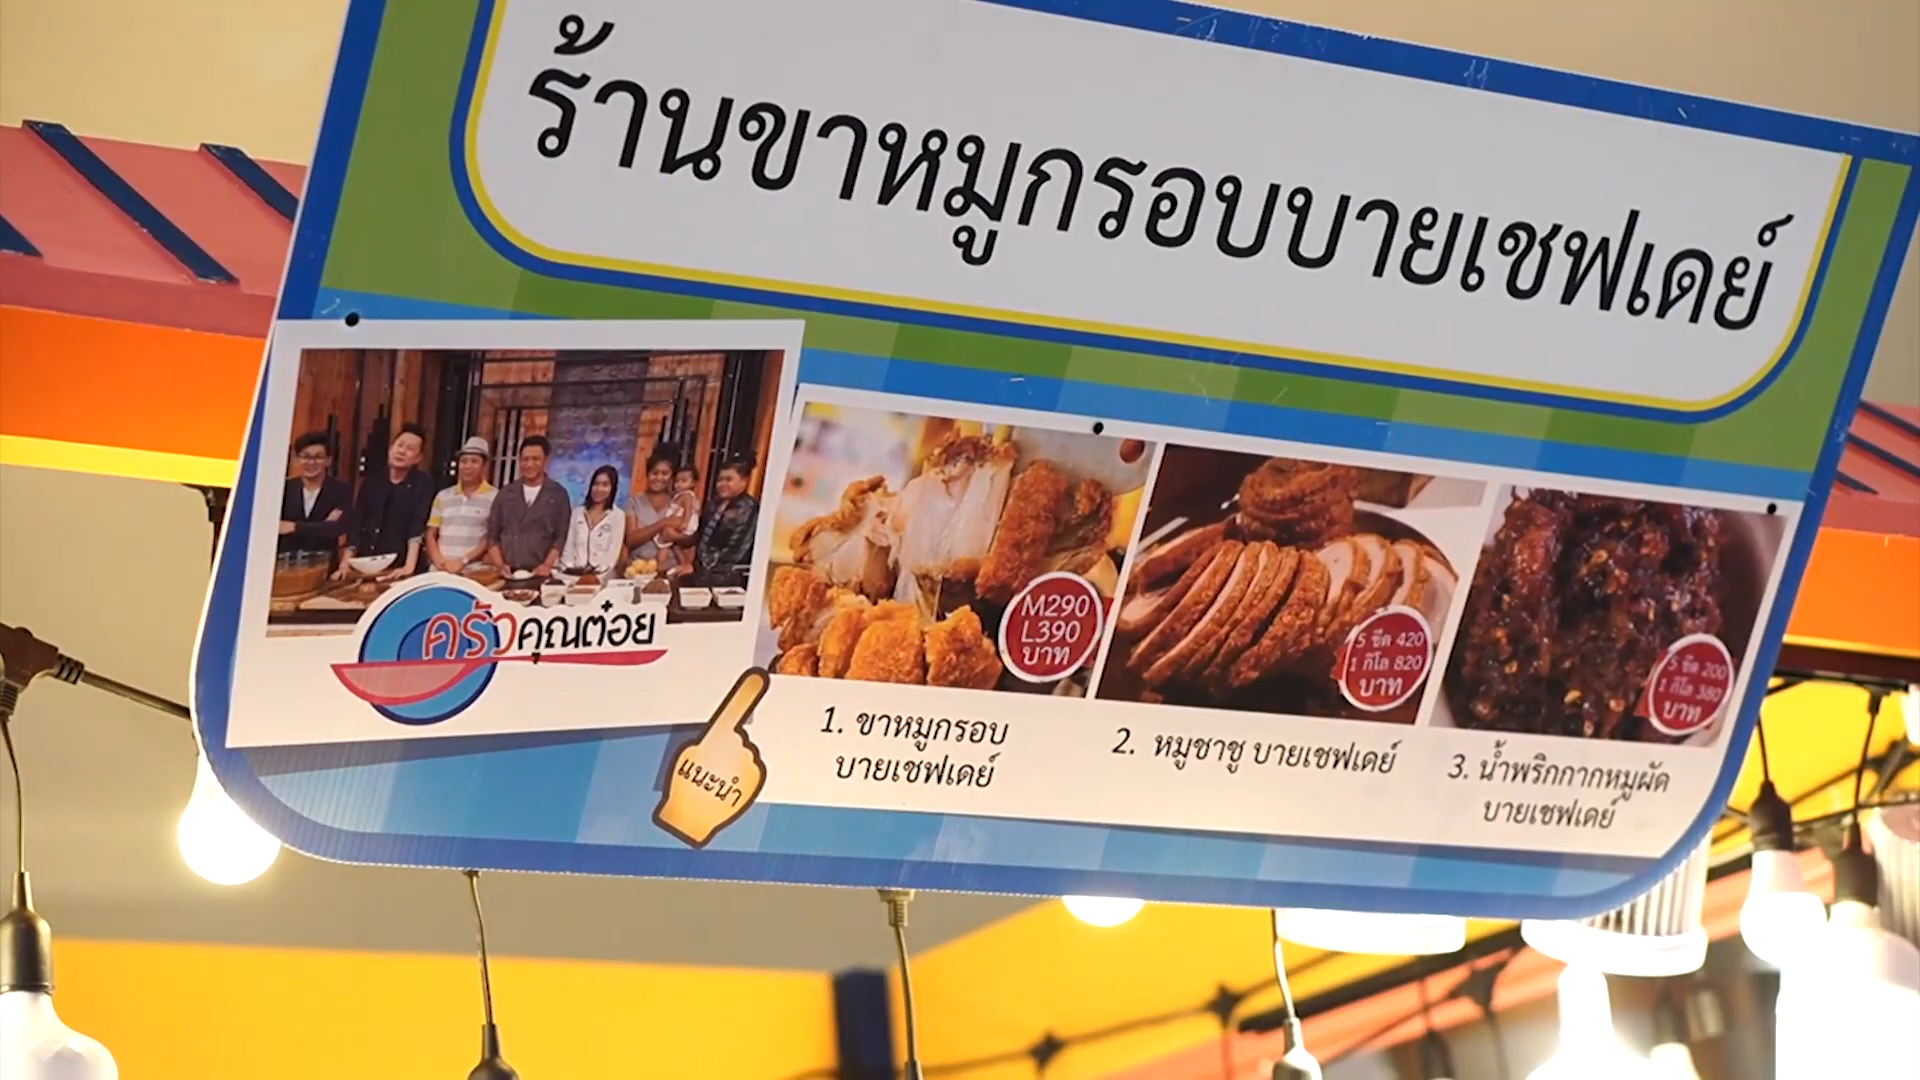 ร้านขาหมูกรอบบายเชฟเดย์
ครัวคุณต๋อย
M290
L390
บาท
5 ขีด 420
1 กิโล 820
บาท
5 ขีด 200
1 กิโล 380
บาท
แนะนำ
1. ขาหมูกรอบ
บายเชฟเดย์
2. หมูชาชู บายเชฟเดย์
3. น้ำพริกกากหมูผัด
บายเชฟเดย์